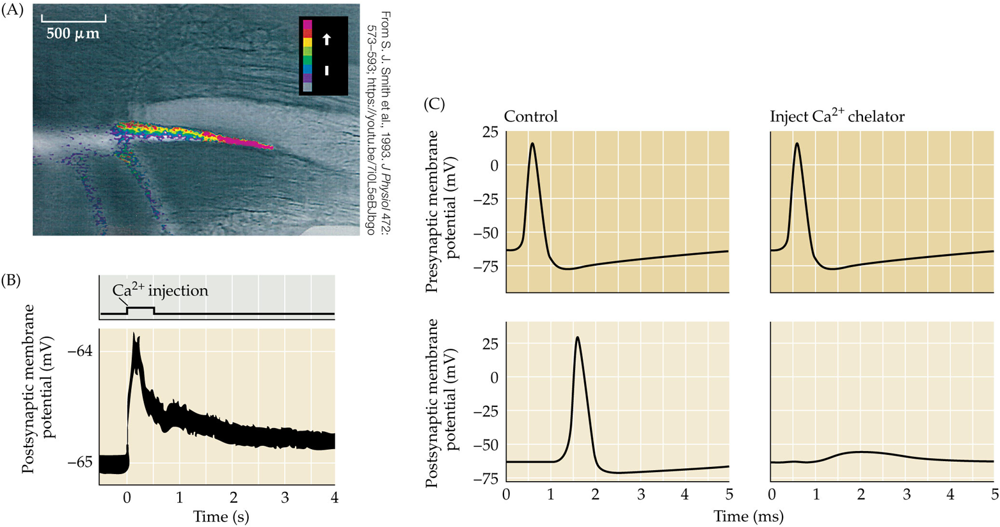 (A)
500 μm
From S. J. Smith et al., 1993. J Physiol 472:
573–593; https://youtu.be/7i0L5eBJbgo
(B)
Ca2+ injection
Postsynaptic membrane
potential (mV)
–64
–65
0 1 2 3 4
Time (s)
(C)
Control
Inject Ca2+ chelator
Presynaptic membrane
potential (mV)
25
0
–25
–50
–75
Postsynaptic membrane
potential (mV)
25
0
–25
–50
–75
0 1 2 3 4 5
0 1 2 3 4 5
Time (ms)